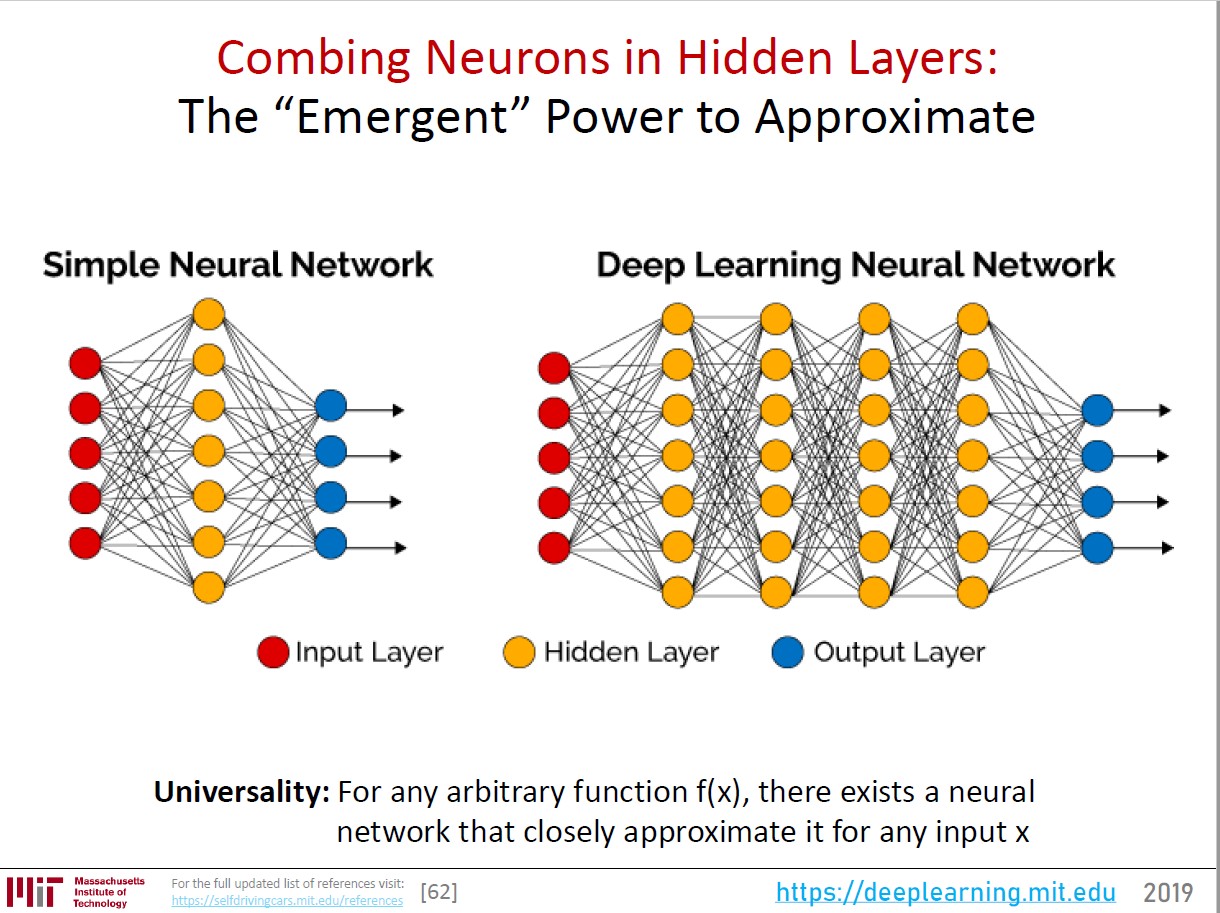 Combing Neurons in Hidden Layers:
The “Emergent” Power to Approximate
Simple Neural Network
Deep Learning Neural Network
Input Layer
Hidden Layer
Output Layer
Universality: For any arbitrary function f(x), there exists a neural
network that closely approximate it for any input x
Massachusetts
Institute of
Technology
For the full updated list of references visit:
https://selfdrivingcars.mit.edu/references
[62]
https://deeplearning.mit.edu
2019